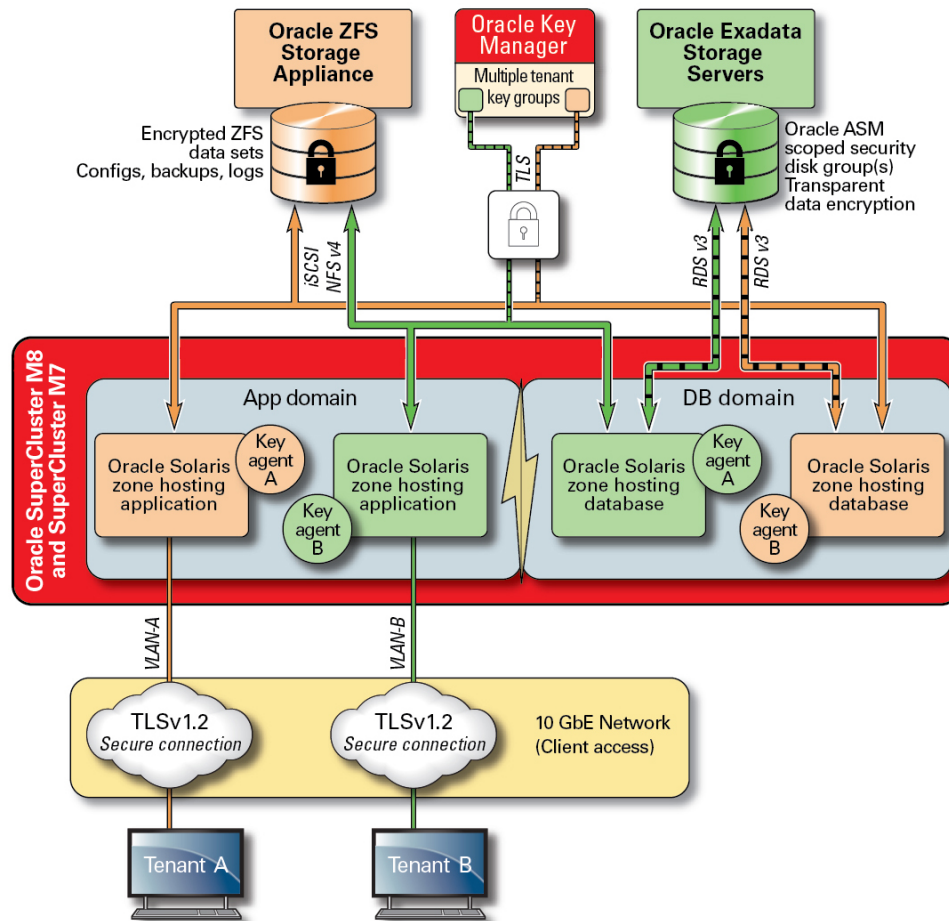 Oracle ZFS
Storage
Appliance
Oracle Key
Manager
Multiple tenant
key groups
Oracle Exadata
Storage
Servers
Encrypted ZFS
data sets
Configs, backups, logs
TLS
Oracle ASM
scoped security
disk group(s)
Transparent
data encryption
iSCSI
NFS v4
RDS v3
RDS v3
Oracle SuperCluster M8
and SuperCluster M7
App domain
DB domain
Oracle Solaris
zone hosting
application
Key
agent
A
Oracle Solaris
zone hosting
application
Key
agent
B
Oracle Solaris
zone hosting
database
Key
agent
A
Oracle Solaris
zone hosting
database
Key
agent
B
VLAN-A
VLAN-B
TLSv1.2
Secure connection
TLSv1.2
Secure connection
10 GbE Network
(Client access)
Tenant A
Tenant B